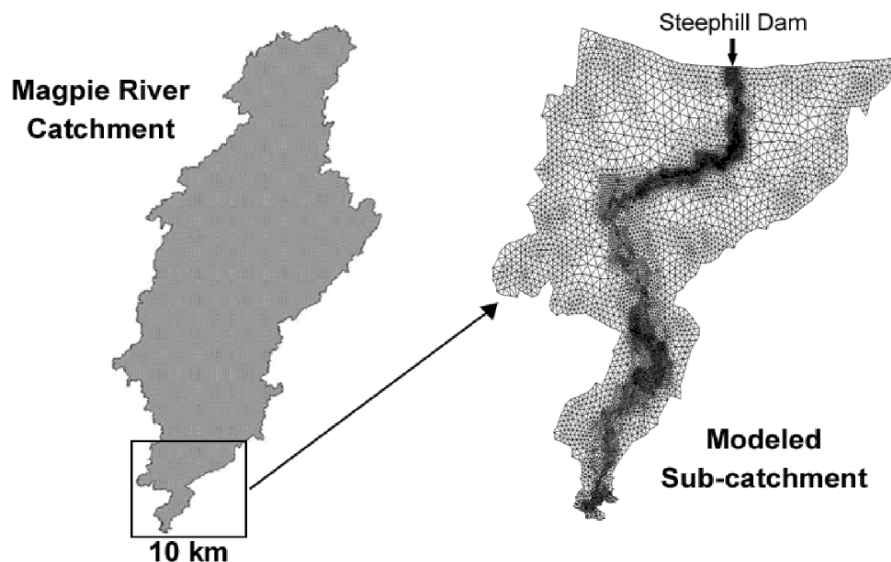 Steephill Dam
Magpie River
Catchment
Modeled
Sub-catchment
10 km